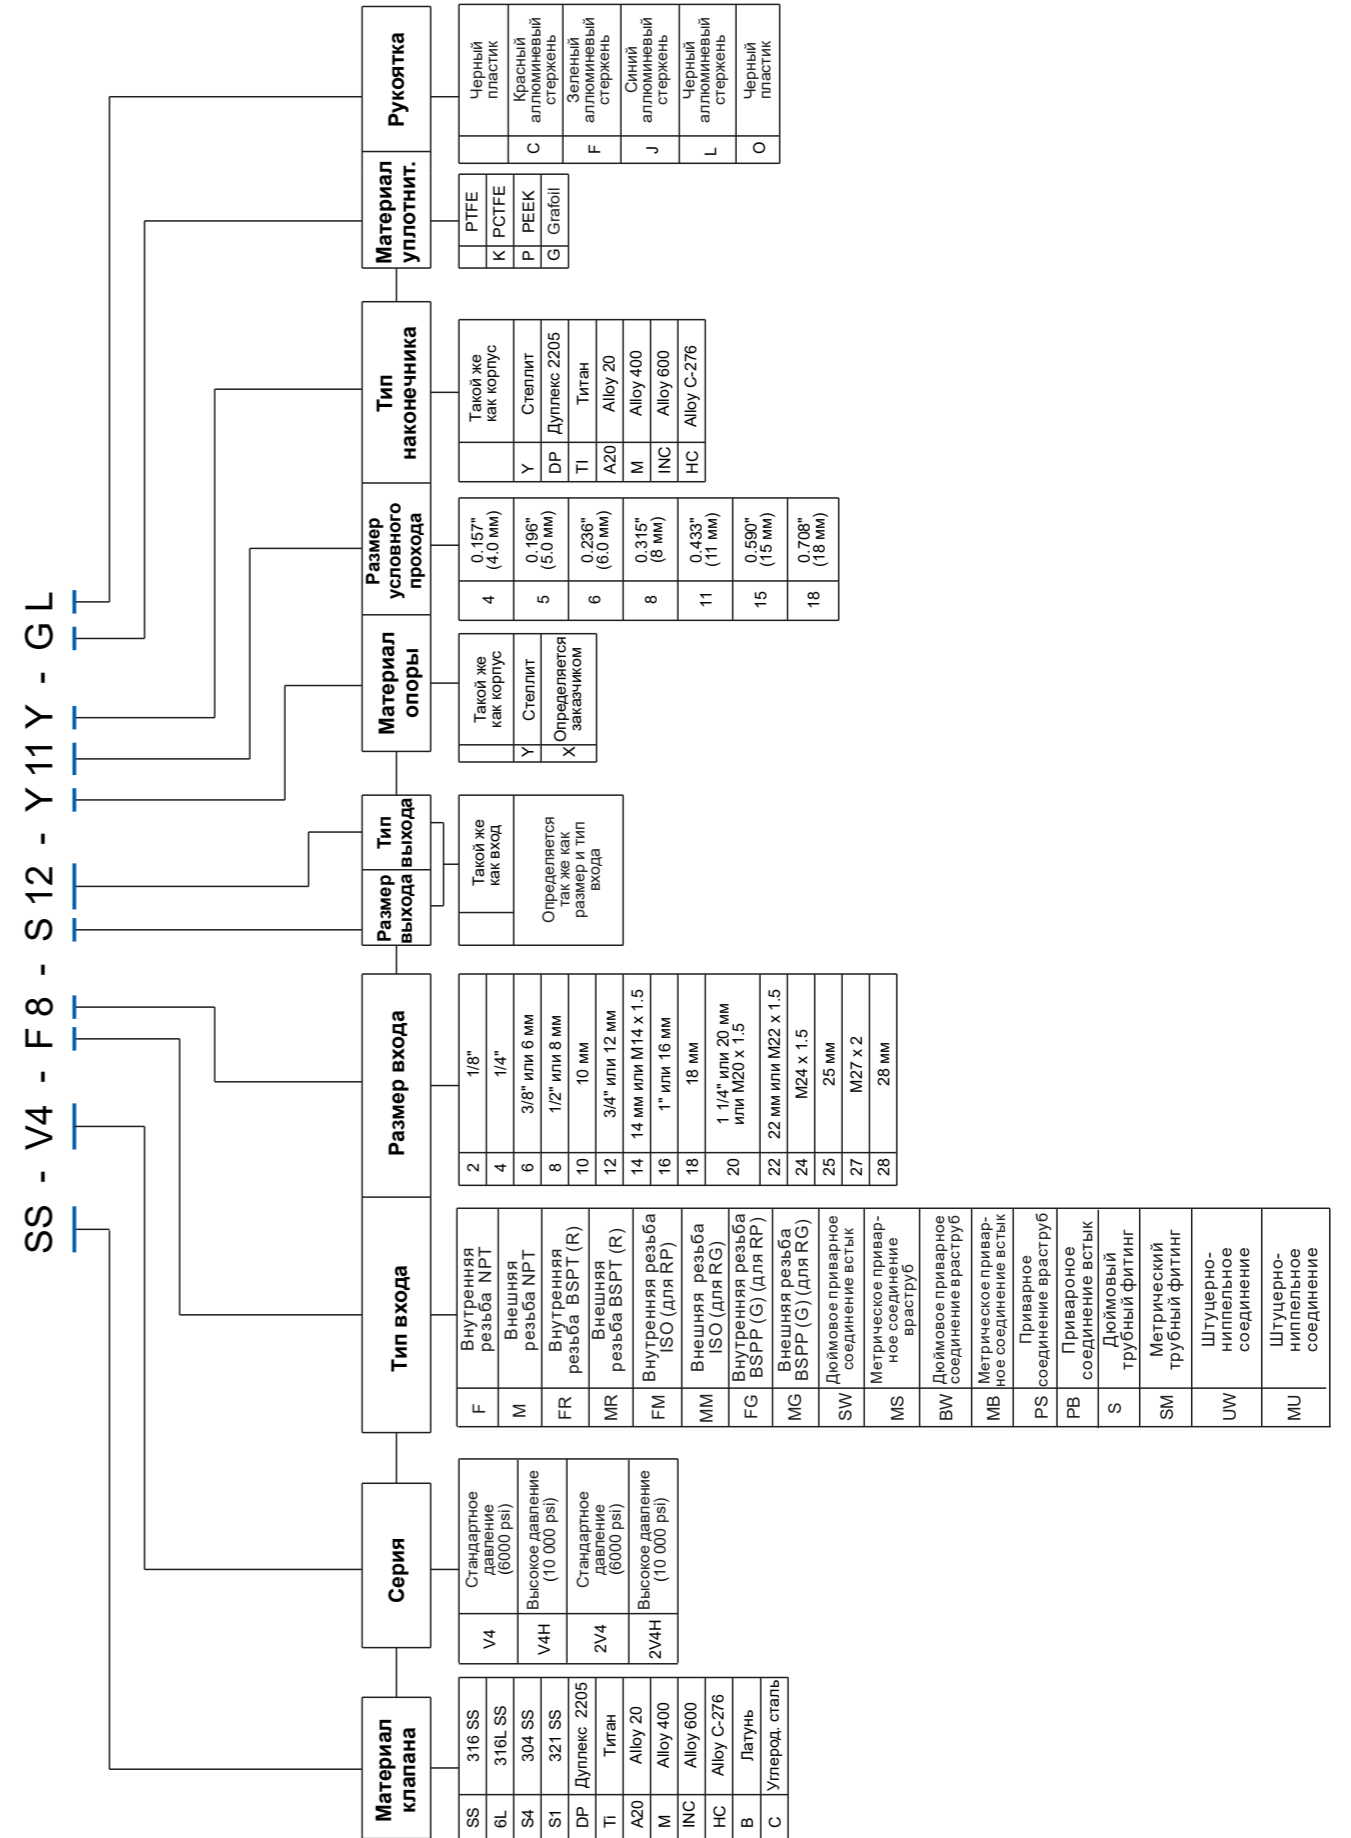 SS - V4 - F 8 - S 12 - Y 11 Y - G L
Материал
клапана
SS 316 SS
6L 316L SS
S4 304 SS
S1 321 SS
DP Дуплекс 2205
Ti Титан
A20 Alloy 20
M Alloy 400
INC Alloy 600
HC Alloy C-276
B Латунь
C Углерод. сталь
Серия
V4 Стандартное
давление
(6000 psi)
V4H Высокое давление
(10 000 psi)
2V4 Стандартное
давление
(6000 psi)
2V4H Высокое давление
(10 000 psi)
Тип входа
F Внутренняя
резьба NPT
M Внешняя
резьба NPT
FR Внутренняя
резьба BSPT (R)
MR Внешняя
резьба BSPT (R)
FM Внутренняя резьба
ISO (для RP)
MM Внешняя резьба
ISO (для RG)
FG Внутренняя резьба
BSPP (G) (для RP)
MG Внешняя резьба
BSPP (G) (для RG)
SW Дюймовое приварное
соединение встык
MS Метрическое привар-
ное соединение
враструб
BW Дюймовое приварное
соединение враструб
MB Метрическое привар-
ное соединение встык
PS Приварное
соединение враструб
PB Привароное
соединение встык
S Дюймовый
трубный фитинг
SM Метрический
трубный фитинг
UW Штуцерно-
ниппельное
соединение
MU Штуцерно-
ниппельное
соединение
Размер входа
2 1/8"
4 1/4"
6 3/8" или 6 мм
8 1/2" или 8 мм
10 10 мм
12 3/4" или 12 мм
14 14 мм или M14 x 1.5
16 1" или 16 мм
18 18 мм
20 1 1/4" или 20 мм
или M20 x 1.5
22 22 мм или M22 x 1.5
24 M24 x 1.5
25 25 мм
27 M27 x 2
28 28 мм
Размер
выхода
Тип
выхода
Такой же
как вход
Определяется
так же как
размер и тип
входа
Материал
опоры
Такой же
как корпус
Y Стеллит
X Определяется
заказчиком
Размер
условного
прохода
4 0.157"
(4.0 мм)
5 0.196"
(5.0 мм)
6 0.236"
(6.0 мм)
8 0.315"
(8 мм)
11 0.433"
(11 мм)
15 0.590"
(15 мм)
18 0.708"
(18 мм)
Тип
наконечника
Такой же
как корпус
Y Стеллит
DP Дуплекс 2205
TI Титан
A20 Alloy 20
M Alloy 400
INC Alloy 600
HC Alloy C-276
Материал
уплотнит.
PTFE
K PCTFE
P PEEK
G Grafoil
Рукоятка
Черный
пластик
C Красный
аллюминевый
стержень
F Зеленый
аллюминевый
стержень
J Синий
аллюминевый
стержень
L Черный
аллюминевый
стержень
O Черный
пластик